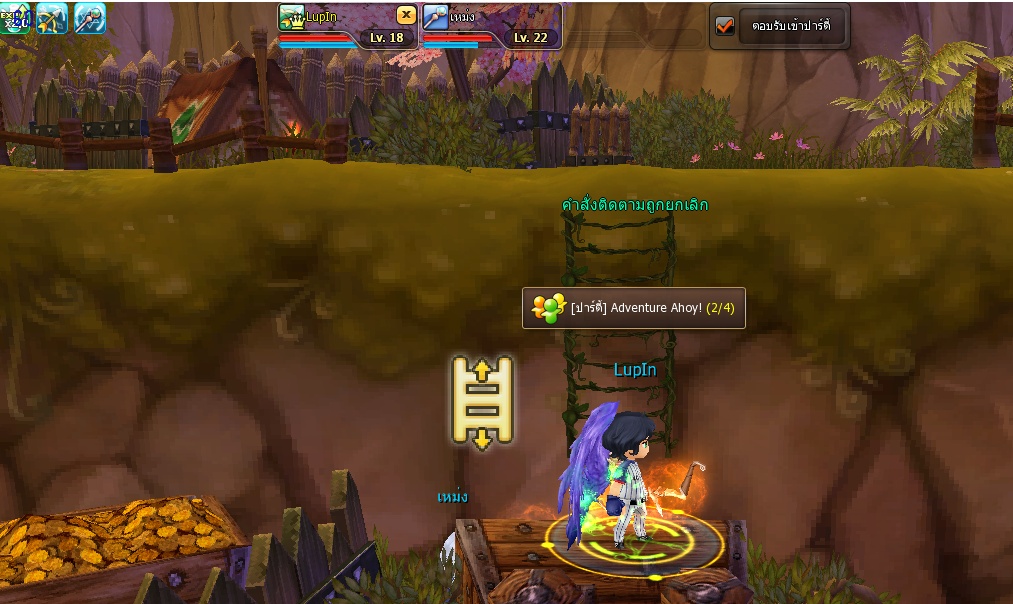 EXP
x20
LupIn
Lv. 18
เหม่ง
Lv. 22
ตอบรับเข้าปาร์ตี้
คำสั่งติดตามถูกยกเลิก
[ปาร์ตี้] Adventure Ahoy! (2/4)
LupIn
เหม่ง